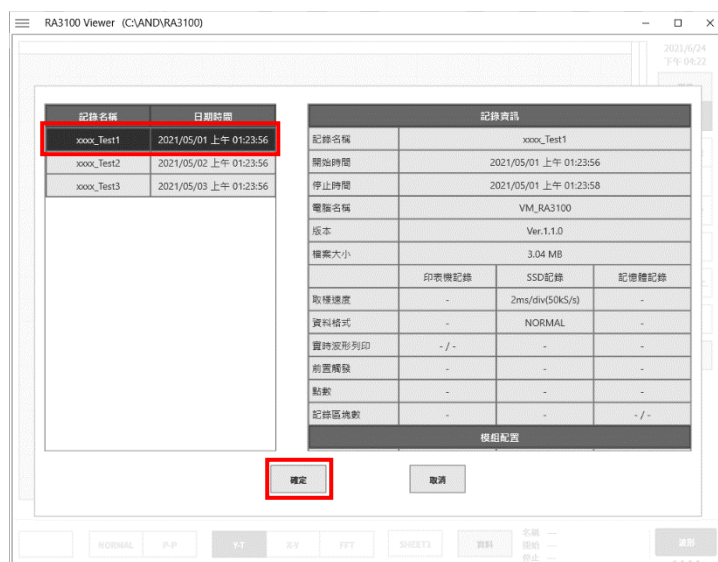 RA3100 Viewer (C:\AND\RA3100)
2021/6/24
下午 04:22
記錄名稱 日期時間
xxxx_Test1 2021/05/01 上午 01:23:56
xxxx_Test2 2021/05/02 上午 01:23:56
xxxx_Test3 2021/05/03 上午 01:23:56
記錄資訊
記錄名稱 xxxx_Test1
開始時間 2021/05/01 上午 01:23:56
停止時間 2021/05/01 上午 01:23:58
電腦名稱 VM_RA3100
版本 Ver.1.1.0
檔案大小 3.04 MB
印表機記錄 SSD記錄 記憶體記錄
取樣速度 - 2ms/div(50kS/s) -
資料格式 - NORMAL -
實時波形列印 - / - - -
前置觸發 - - -
點數 - - -
記錄區塊數 - - - / -
模組配置
確定 取消
NORMAL P-P Y-T X-Y FFT SHEET1 資料
名稱 ---
開始 ---
停止 ---
波形